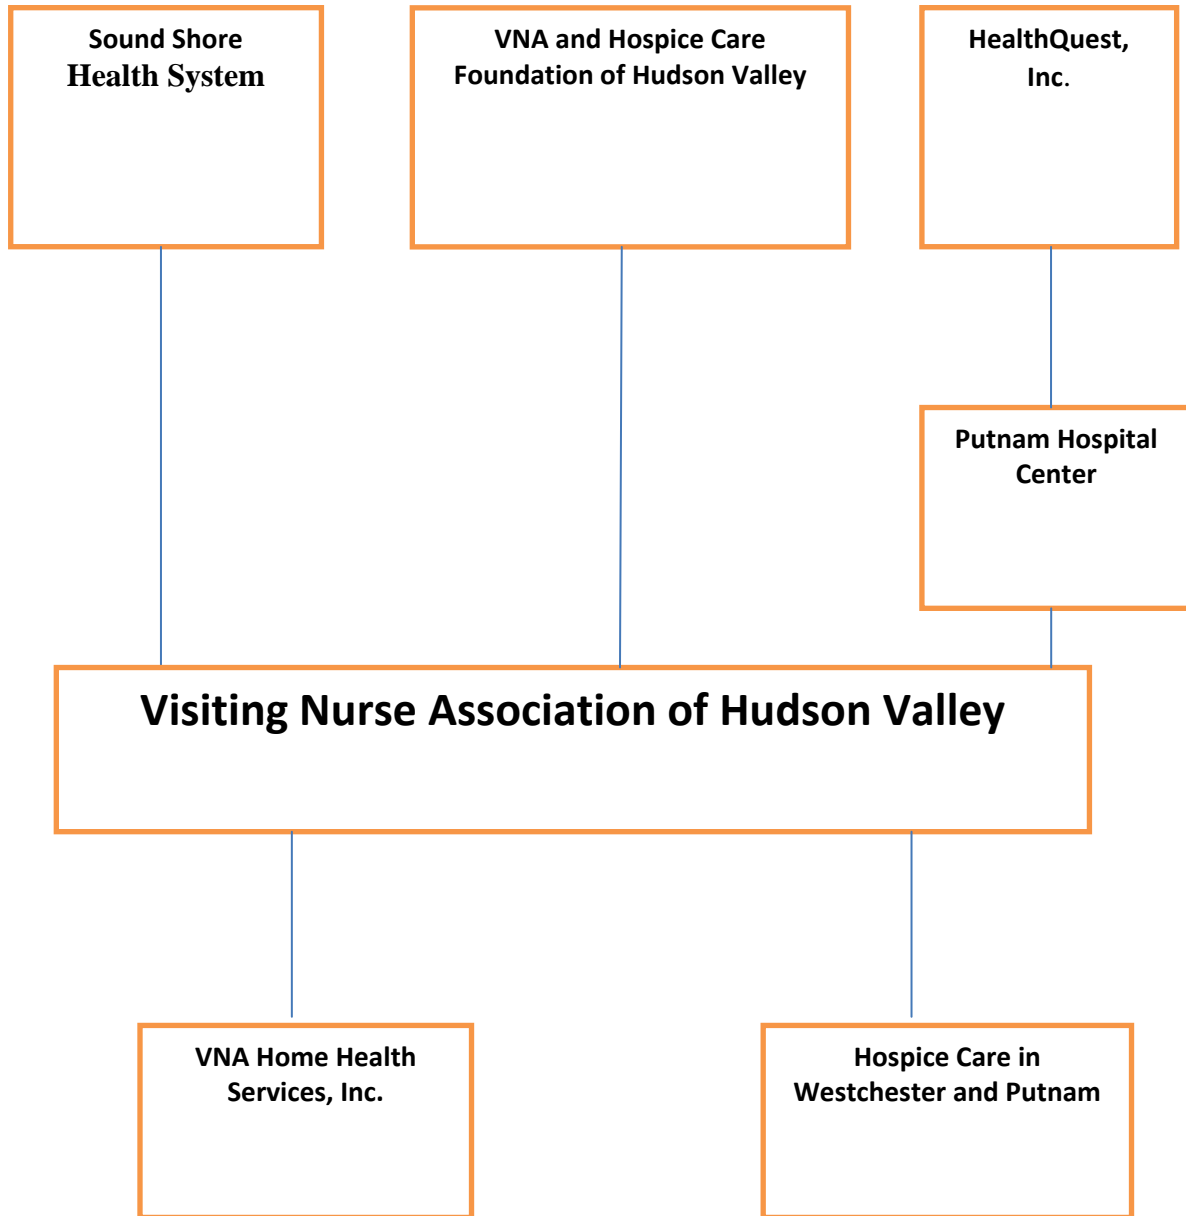 Sound Shore
Health System
VNA and Hospice Care
Foundation of Hudson Valley
HealthQuest,
Inc.
Putnam Hospital
Center
Visiting Nurse Association of Hudson Valley
VNA Home Health
Services, Inc.
Hospice Care in
Westchester and Putnam